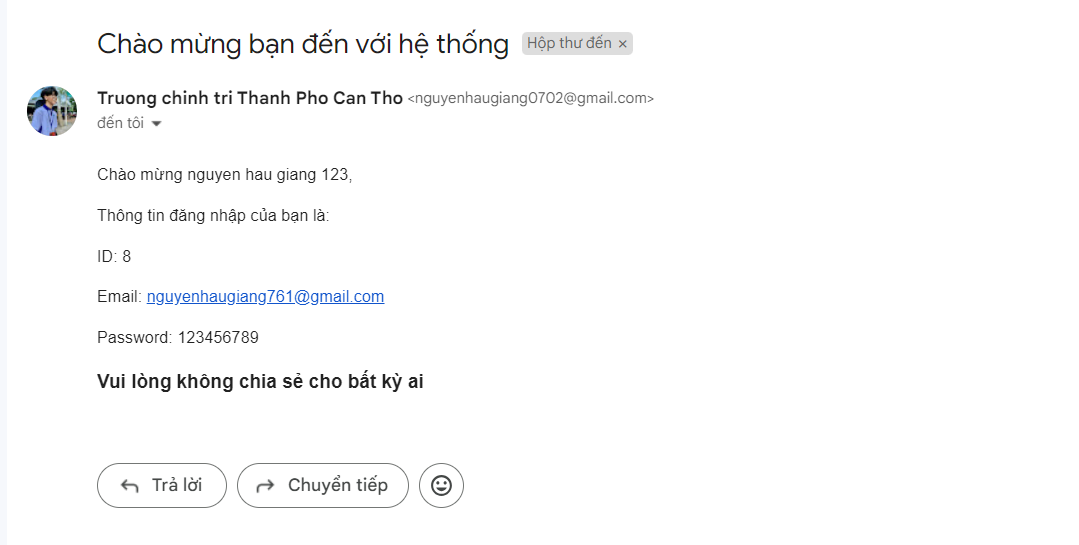 Chào mừng bạn đến với hệ thống Hộp thư đến ×
Truong chinh tri Thanh Pho Can Tho <nguyenhaugiang0702@gmail.com>
đến tôi
Chào mừng nguyen hau giang 123,
Thông tin đăng nhập của bạn là:
ID: 8
Email: nguyenhaugiang761@gmail.com
Password: 123456789
Vui lòng không chia sẻ cho bất kỳ ai
Trả lời Chuyển tiếp